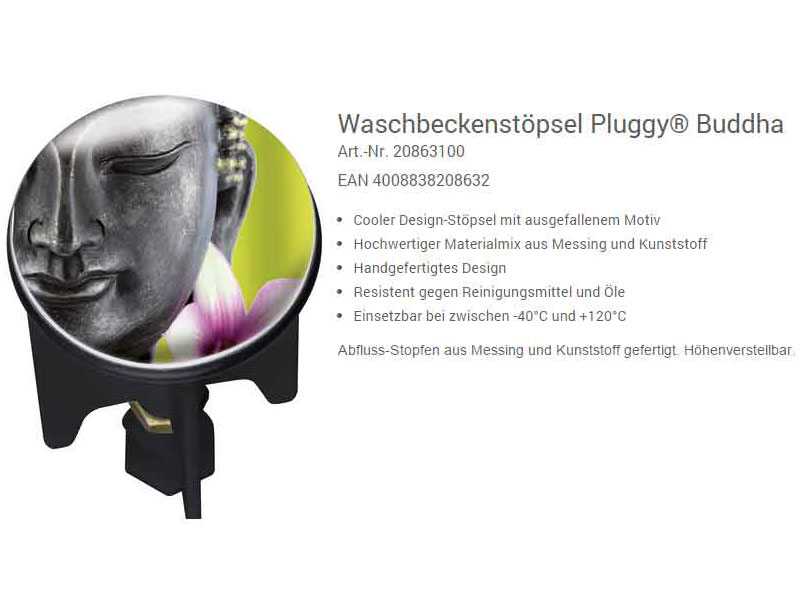 Waschbeckenstöpsel Pluggy® Buddha
Art.-Nr. 20863100
EAN 4008838208632
• Cooler Design-Stöpsel mit ausgefallenem Motiv
• Hochwertiger Materialmix aus Messing und Kunststoff
• Handgefertigtes Design
• Resistent gegen Reinigungsmittel und Öle
• Einsetzbar bei zwischen -40°C und +120°C
Abfluss-Stopfen aus Messing und Kunststoff gefertigt. Höhenverstellbar.